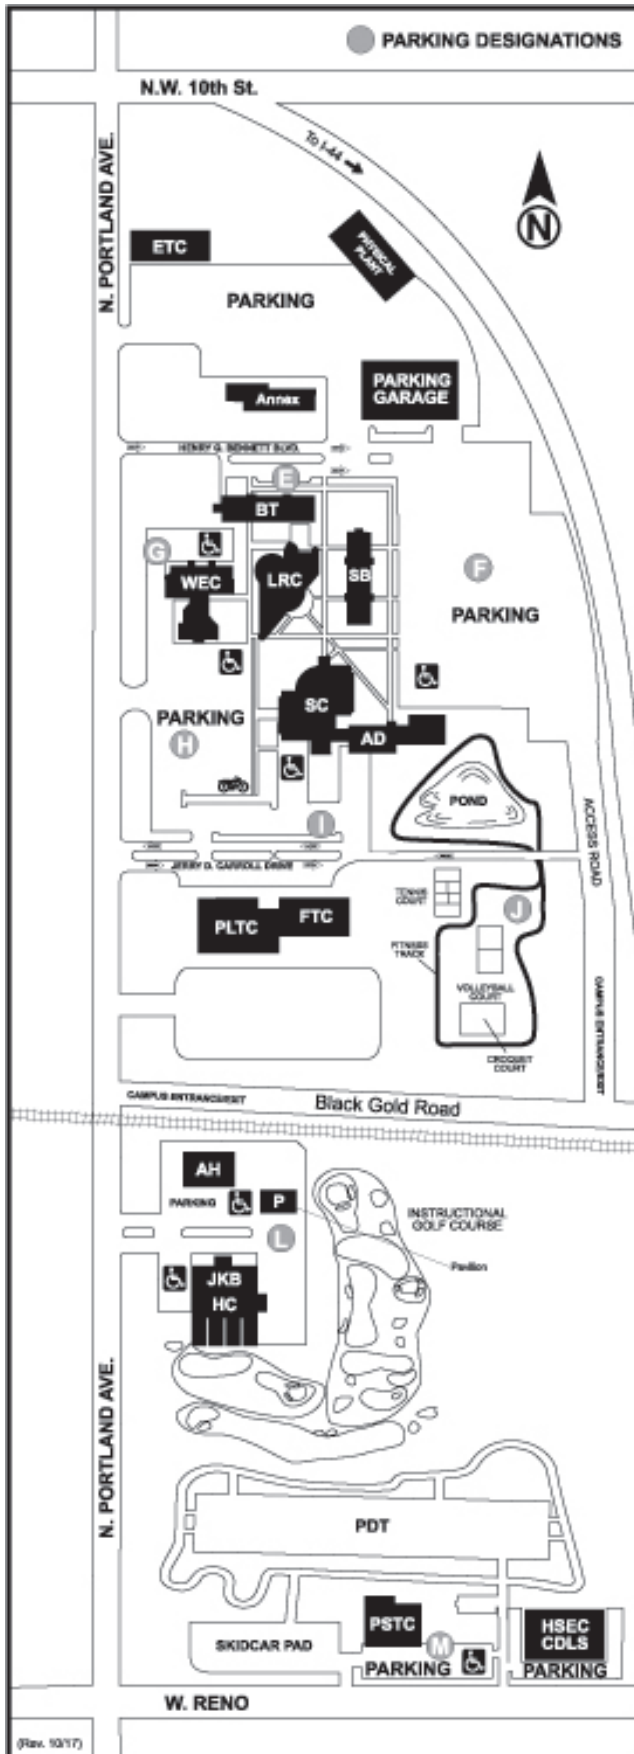 PARKING DESIGNATIONS
N.W. 10th St.
To I-44
N. PORTLAND AVE.
N
ETC
PHYSICAL
PLANT
PARKING
PARKING
GARAGE
Annex
HENRY G. BENNETT BLVD.
E
BT
G
WEC
LRC
SB
F
PARKING
SC
PARKING
H
AD
POND
I
ACCESS ROAD
JERRY D. CARROLL DRIVE
TENNIS
COURT
J
PLTC
FTC
FITNESS
TRACK
VOLLEYBALL
COURT
CROQUET
COURT
CAMPUS ENTRANCE/EXIT
CAMPUS ENTRANCE/EXIT
Black Gold Road
AH
PARKING
P
INSTRUCTIONAL
GOLF COURSE
L
Pavilion
JKB
HC
N. PORTLAND AVE.
PDT
PSTC
HSEC
CDLS
SKIDCAR PAD
M
PARKING
PARKING
W. RENO
(Rev. 10/17)